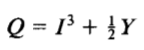 Q = I³ + ½Y